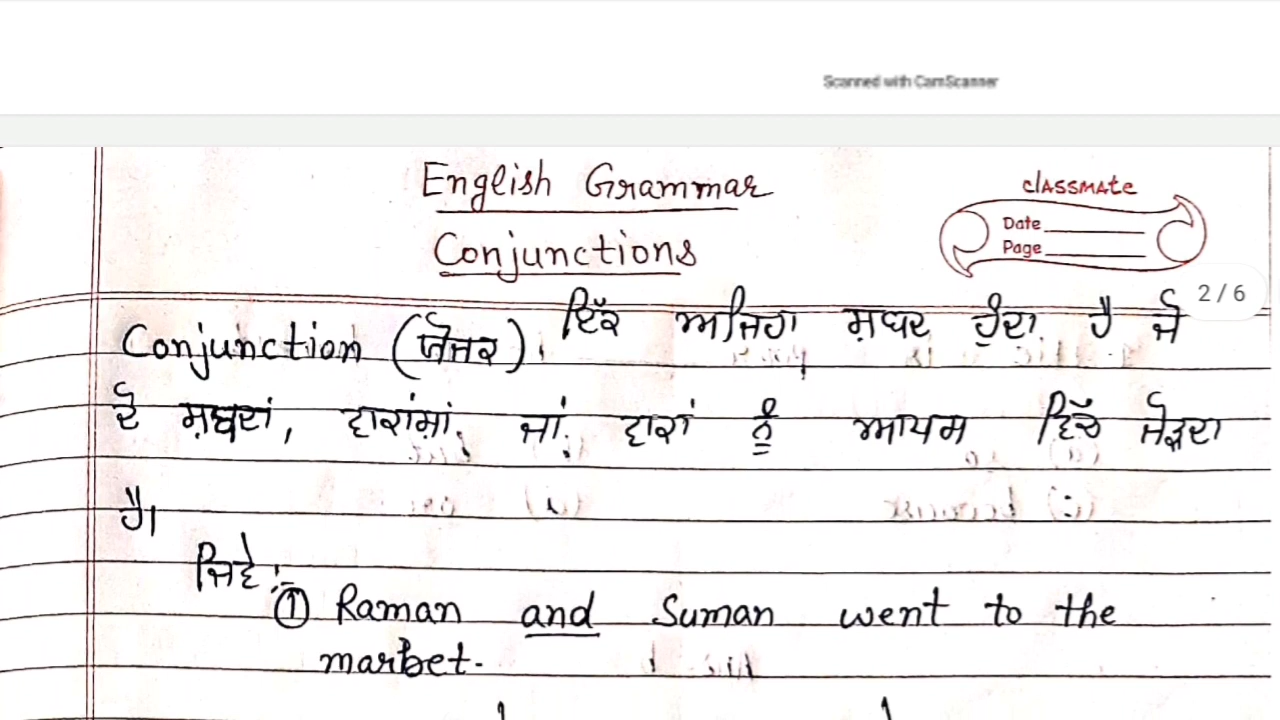 Scanned with CamScanner
English Grammar
classmate
Date
Page
Conjunctions
2 / 6
Conjunction (ਯੋਜਕ) ਇੱਕ ਅਜਿਹਾ ਸ਼ਬਦ ਹੁੰਦਾ ਹੈ ਜੋ
ਦੋ ਸ਼ਬਦਾਂ, ਵਾਕਾਂਸ਼ਾਂ ਜਾਂ ਵਾਕਾਂ ਨੂੰ ਆਪਸ ਵਿੱਚ ਜੋੜਦਾ
ਹੈ।
ਜਿਵੇਂ:-
① Raman and Suman went to the
market.